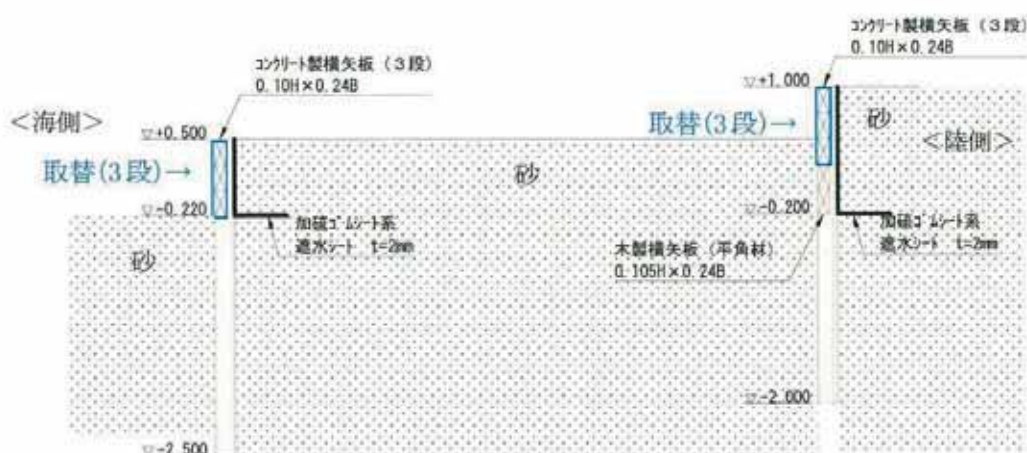 コンクリート製横矢板（３段）
0.10H×0.24B
＜海側＞
▽+0.500
取替(3段)→
▽-0.220
砂
加硫ゴムシート系
遮水シート t=2mm
▽-2.500
砂
コンクリート製横矢板（３段）
0.10H×0.24B
▽+1.000
取替(3段)→
砂
＜陸側＞
▽-0.200
加硫ゴムシート系
遮水シート t=2mm
木製横矢板（平角材）
0.105H×0.24B
▽-2.000